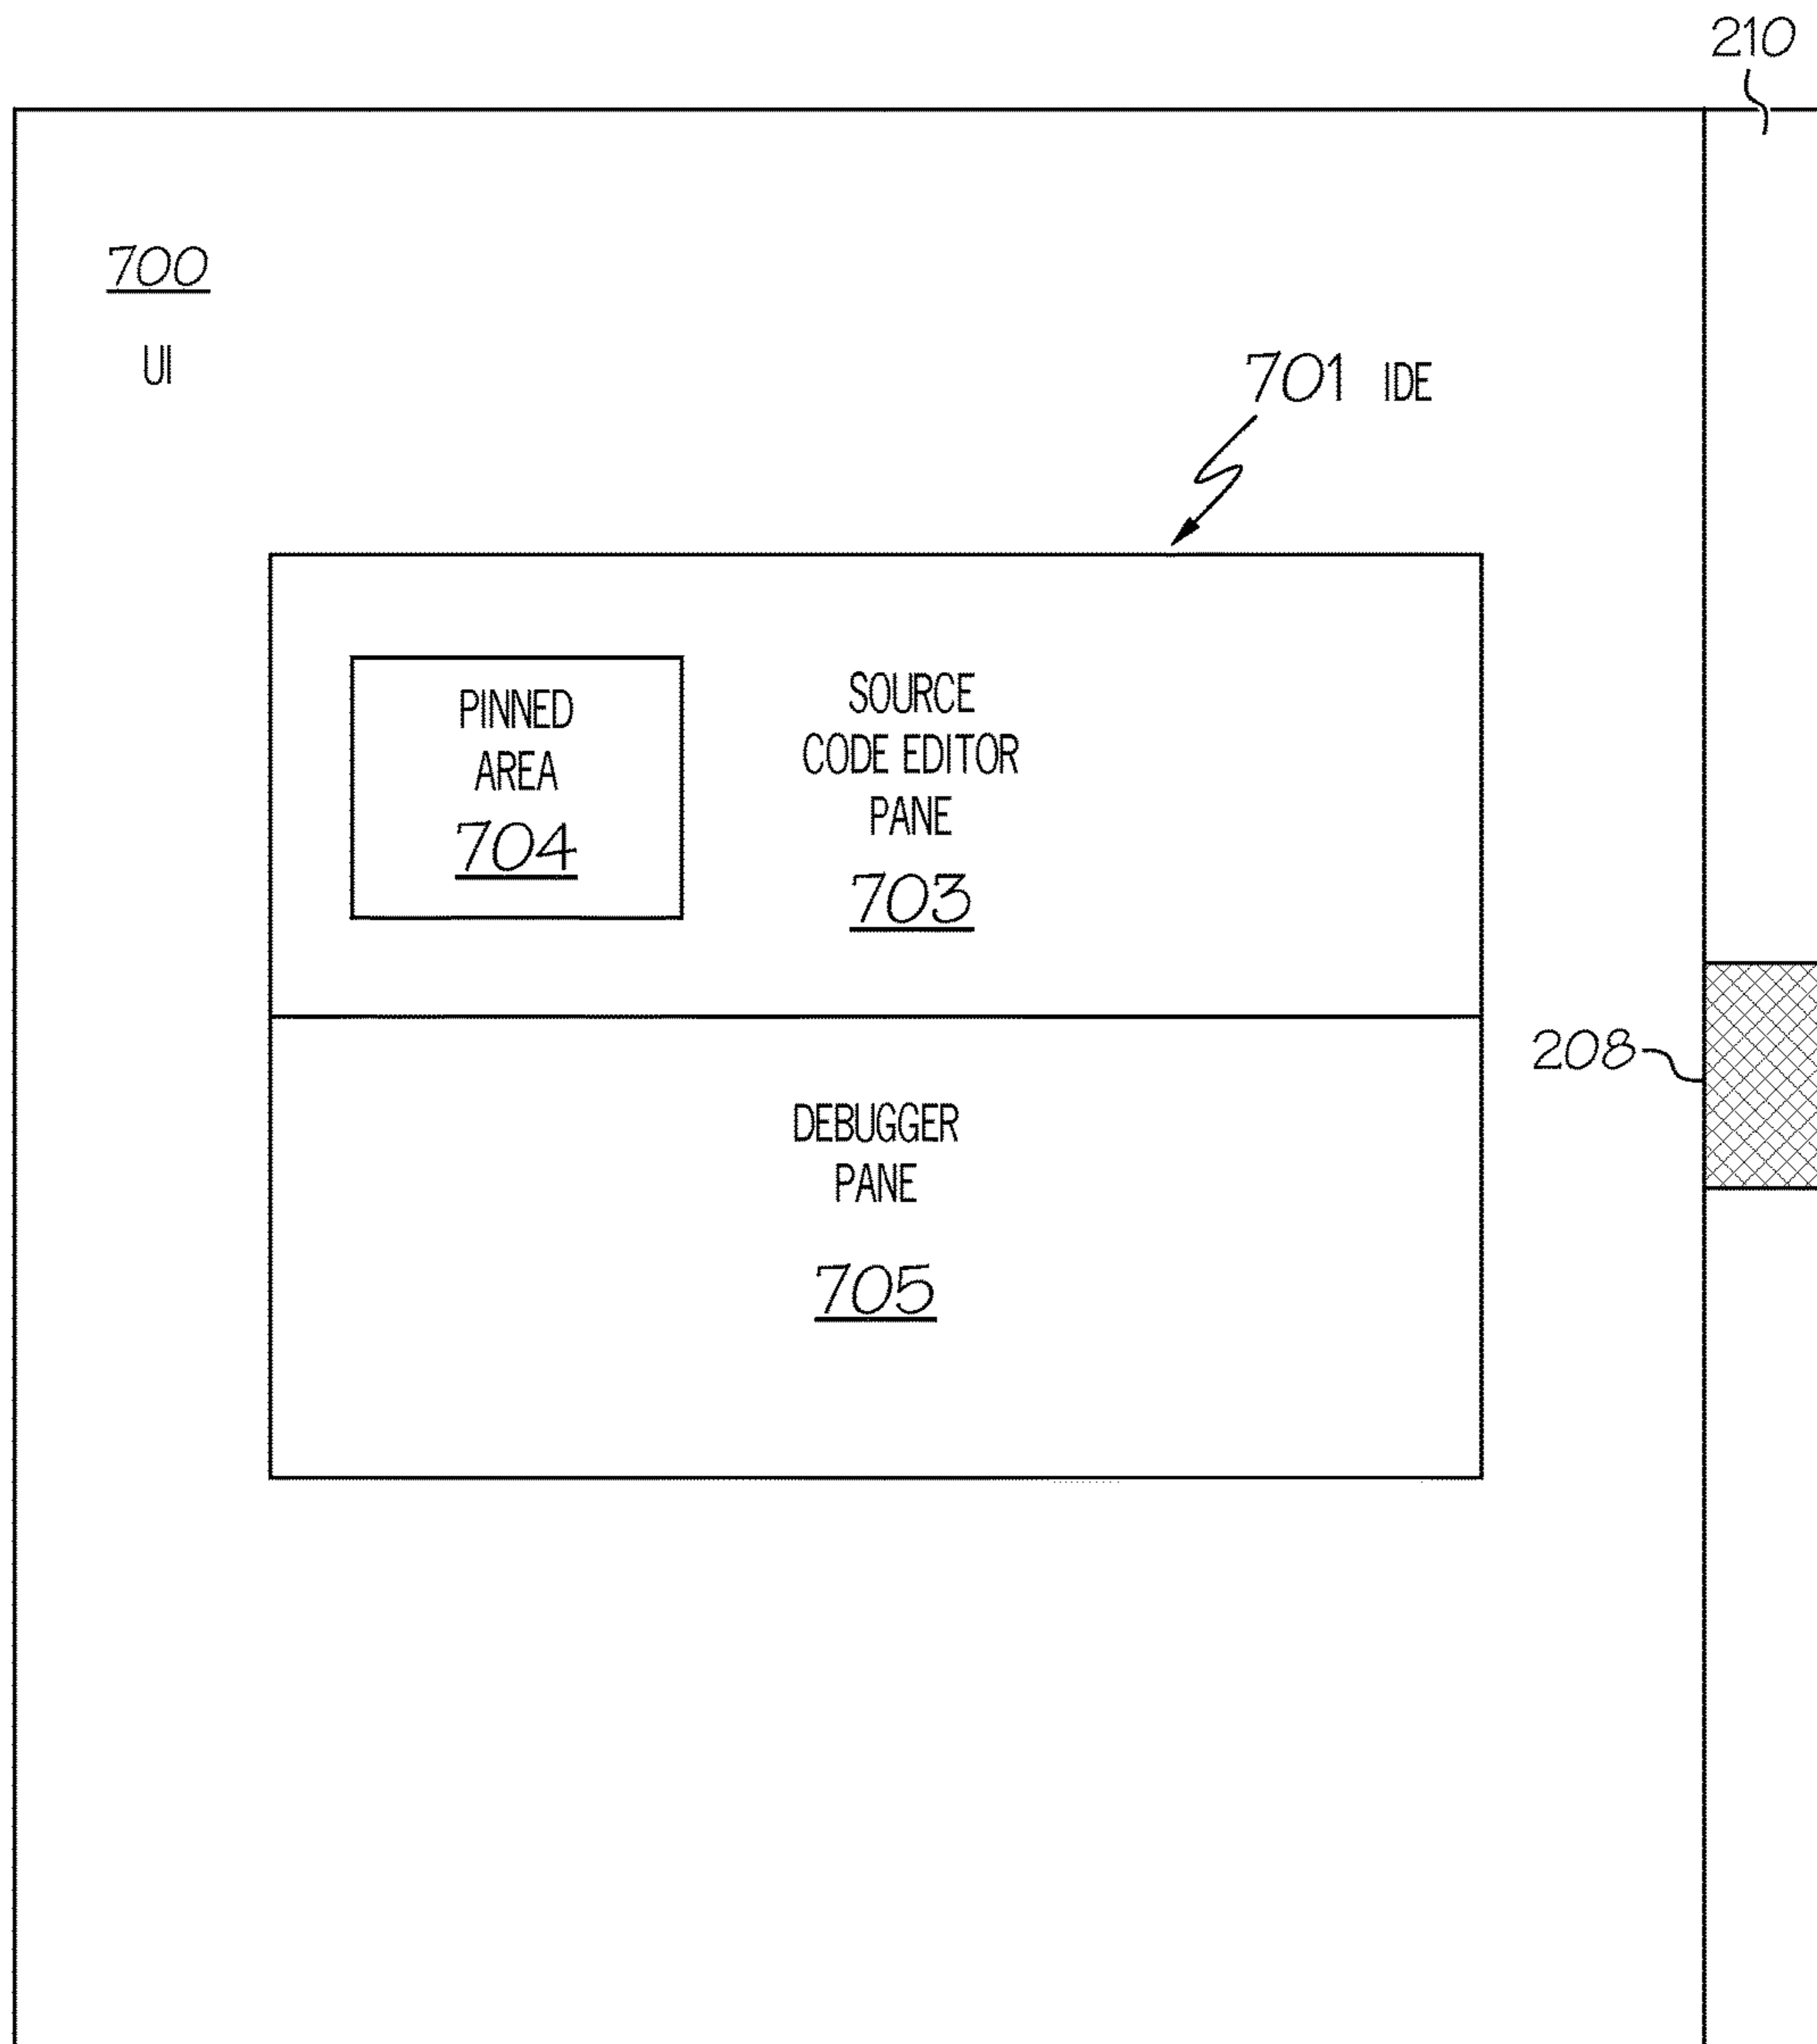 210
700
UI
701 IDE
PINNED
AREA
704
SOURCE
CODE EDITOR
PANE
703
208
DEBUGGER
PANE
705